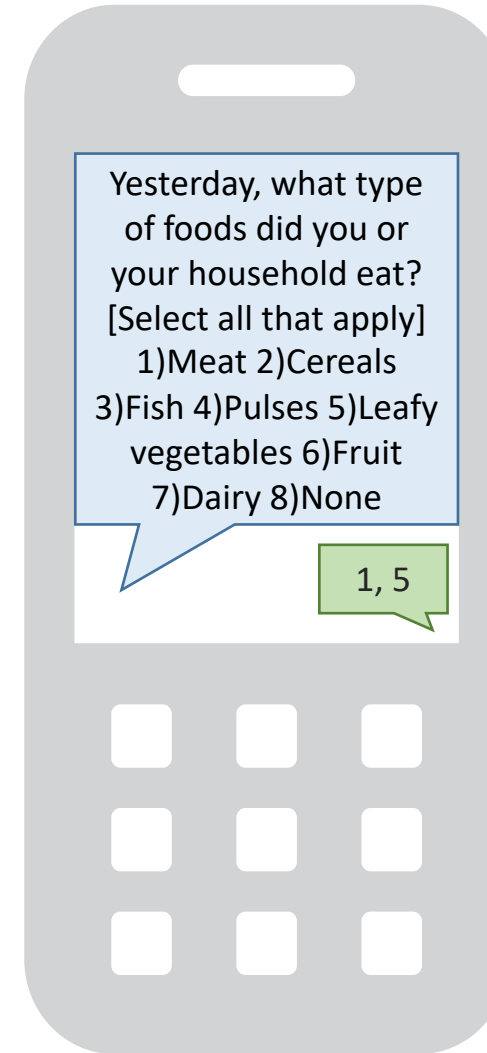 Yesterday, what type
of foods did you or
your household eat?
[Select all that apply]
1)Meat 2)Cereals
3)Fish 4)Pulses 5)Leafy
vegetables 6)Fruit
7)Dairy 8)None
1, 5